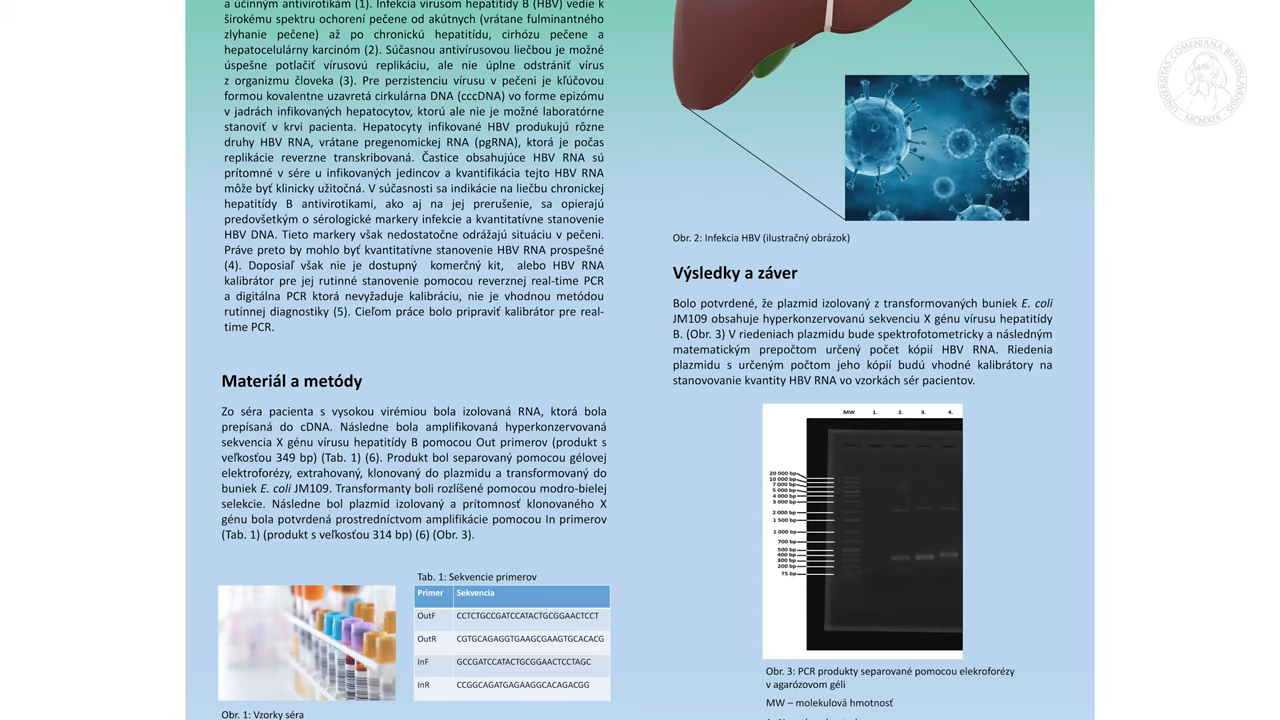 a účinným antivirotikám (1). Infekcia vírusom hepatitídy B (HBV) vedie k
širokému spektru ochorení pečene od akútnych (vrátane fulminantného
zlyhanie pečene) až po chronickú hepatitídu, cirhózu pečene a
hepatocelulárny karcinóm (2). Súčasnou antivírusovou liečbou je možné
úspešne potlačiť vírusovú replikáciu, ale nie úplne odstrániť vírus
z organizmu človeka (3). Pre perzistenciu vírusu v pečeni je kľúčovou
formou kovalentne uzavretá cirkulárna DNA (cccDNA) vo forme epizómu
v jadrách infikovaných hepatocytov, ktorú ale nie je možné laboratórne
stanoviť v krvi pacienta. Hepatocyty infikované HBV produkujú rôzne
druhy HBV RNA, vrátane pregenomickej RNA (pgRNA), ktorá je počas
replikácie reverzne transkribovaná. Častice obsahujúce HBV RNA sú
prítomné v sére u infikovaných jedincov a kvantifikácia tejto HBV RNA
môže byť klinicky užitočná. V súčasnosti sa indikácie na liečbu chronickej
hepatitídy B antivirotikami, ako aj na jej prerušenie, sa opierajú
predovšetkým o sérologické markery infekcie a kvantitatívne stanovenie
HBV DNA. Tieto markery však nedostatočne odrážajú situáciu v pečeni.
Práve preto by mohlo byť kvantitatívne stanovenie HBV RNA prospešné
(4). Doposiaľ však nie je dostupný komerčný kit, alebo HBV RNA
kalibrátor pre jej rutinné stanovenie pomocou reverznej real-time PCR
a digitálna PCR ktorá nevyžaduje kalibráciu, nie je vhodnou metódou
rutinnej diagnostiky (5). Cieľom práce bolo pripraviť kalibrátor pre real-
time PCR.
Materiál a metódy
Zo séra pacienta s vysokou virémiou bola izolovaná RNA, ktorá bola
prepísaná do cDNA. Následne bola amplifikovaná hyperkonzervovaná
sekvencia X génu vírusu hepatitídy B pomocou Out primerov (produkt s
veľkosťou 349 bp) (Tab. 1) (6). Produkt bol separovaný pomocou gélovej
elektroforézy, extrahovaný, klonovaný do plazmidu a transformovaný do
buniek E. coli JM109. Transformanty boli rozlíšené pomocou modro-bielej
selekcie. Následne bol plazmid izolovaný a prítomnosť klonovaného X
génu bola potvrdená prostredníctvom amplifikácie pomocou In primerov
(Tab. 1) (produkt s veľkosťou 314 bp) (6) (Obr. 3).
Obr. 1: Vzorky séra
Tab. 1: Sekvencie primerov
Primer Sekvencia
OutF CCTCTGCCGATCCATACTGCGGAACTCCT
OutR CGTGCAGAGGTGAAGCGAAGTGCACACG
InF GCCGATCCATACTGCGGAACTCCTAGC
InR CCGGCAGATGAGAAGGCACAGACGG
Obr. 2: Infekcia HBV (ilustračný obrázok)
Výsledky a záver
Bolo potvrdené, že plazmid izolovaný z transformovaných buniek E. coli
JM109 obsahuje hyperkonzervovanú sekvenciu X génu vírusu hepatitídy
B. (Obr. 3) V riedeniach plazmidu bude spektrofotometricky a následným
matematickým prepočtom určený počet kópií HBV RNA. Riedenia
plazmidu s určeným počtom jeho kópií budú vhodné kalibrátory na
stanovovanie kvantity HBV RNA vo vzorkách sér pacientov.
MW 1. 2. 3. 4.
20 000 bp
10 000 bp
7 000 bp
5 000 bp
4 000 bp
3 000 bp
2 000 bp
1 500 bp
1 000 bp
700 bp
500 bp
400 bp
300 bp
200 bp
75 bp
Obr. 3: PCR produkty separované pomocou elekroforézy
v agarózovom géli
MW – molekulová hmotnosť
UNIVERSITAS COMENIANA BRATISLAVENSIS
MCMXIX